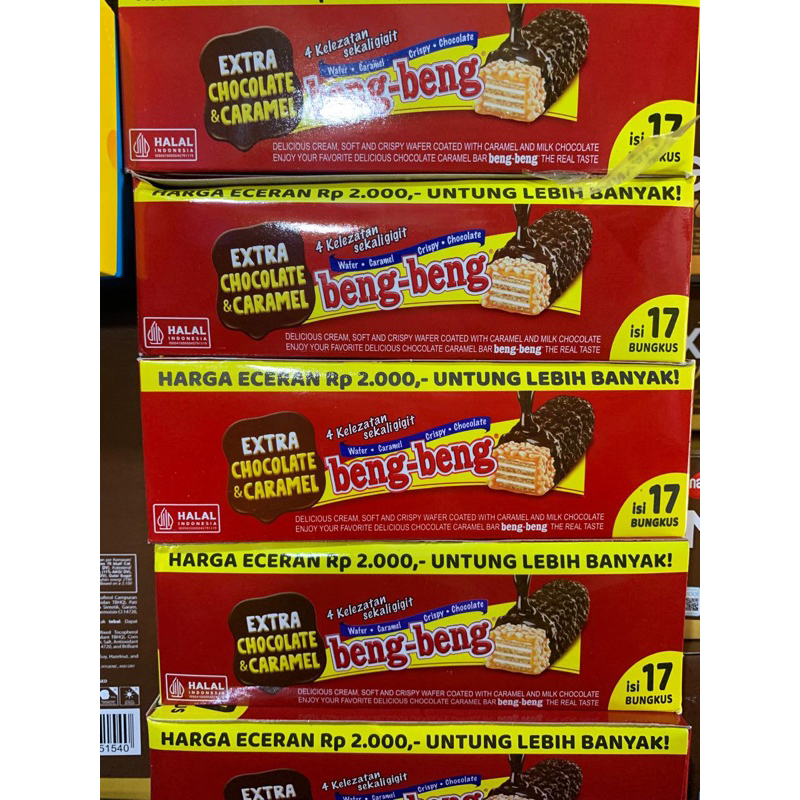 EXTRA
CHOCOLATE
& CARAMEL
4 Kelezatan
sekaligigit
Wafer • Caramel Crispy • Chocolate
beng-beng
HALAL
INDONESIA
DELICIOUS CREAM, SOFT AND CRISPY WAFER COATED WITH CARAMEL AND MILK CHOCOLATE
ENJOY YOUR FAVORITE DELICIOUS CHOCOLATE CARAMEL BAR beng-beng THE REAL TASTE
isi 17
HARGA ECERAN Rp 2.000,- UNTUNG LEBIH BANYAK!
EXTRA
CHOCOLATE
& CARAMEL
4 Kelezatan
sekaligigit
Wafer • Caramel Crispy • Chocolate
beng-beng
HALAL
INDONESIA
DELICIOUS CREAM, SOFT AND CRISPY WAFER COATED WITH CARAMEL AND MILK CHOCOLATE
ENJOY YOUR FAVORITE DELICIOUS CHOCOLATE CARAMEL BAR beng-beng THE REAL TASTE
isi 17
BUNGKUS
HARGA ECERAN Rp 2.000,- UNTUNG LEBIH BANYAK!
EXTRA
CHOCOLATE
& CARAMEL
4 Kelezatan
sekaligigit
Wafer • Caramel Crispy • Chocolate
beng-beng
HALAL
INDONESIA
DELICIOUS CREAM, SOFT AND CRISPY WAFER COATED WITH CARAMEL AND MILK CHOCOLATE
ENJOY YOUR FAVORITE DELICIOUS CHOCOLATE CARAMEL BAR beng-beng THE REAL TASTE
isi 17
BUNGKUS
HARGA ECERAN Rp 2.000,- UNTUNG LEBIH BANYAK!
EXTRA
CHOCOLATE
& CARAMEL
4 Kelezatan
sekaligigit
Wafer • Caramel Crispy • Chocolate
beng-beng
HALAL
INDONESIA
DELICIOUS CREAM, SOFT AND CRISPY WAFER COATED WITH CARAMEL AND MILK CHOCOLATE
ENJOY YOUR FAVORITE DELICIOUS CHOCOLATE CARAMEL BAR beng-beng THE REAL TASTE
isi 17
BUNGKUS
51540
HARGA ECERAN Rp 2.000,- UNTUNG LEBIH BANYAK!
EXTRA
4 Kelezatan
sekaligigit
Wafer • Caramel Crispy • Chocolate
beng-beng